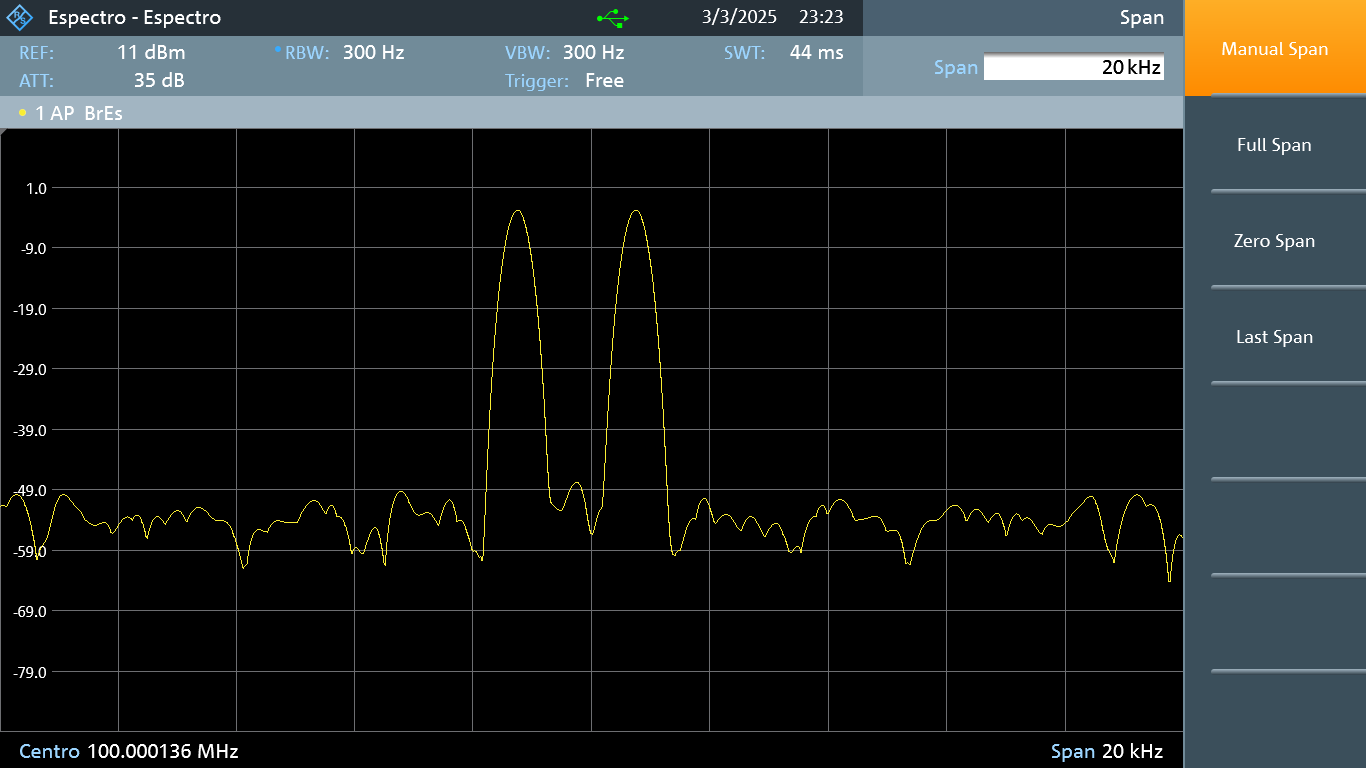 Espectro - Espectro 3/3/2025 23:23 Span
REF: 11 dBm RBW: 300 Hz VBW: 300 Hz SWT: 44 ms
ATT: 35 dB Trigger: Free
Span 20 kHz
1 AP BrEs
1.0
-9.0
-19.0
-29.0
-39.0
-49.0
-59.0
-69.0
-79.0
Centro 100.000136 MHz Span 20 kHz
Manual Span
Full Span
Zero Span
Last Span